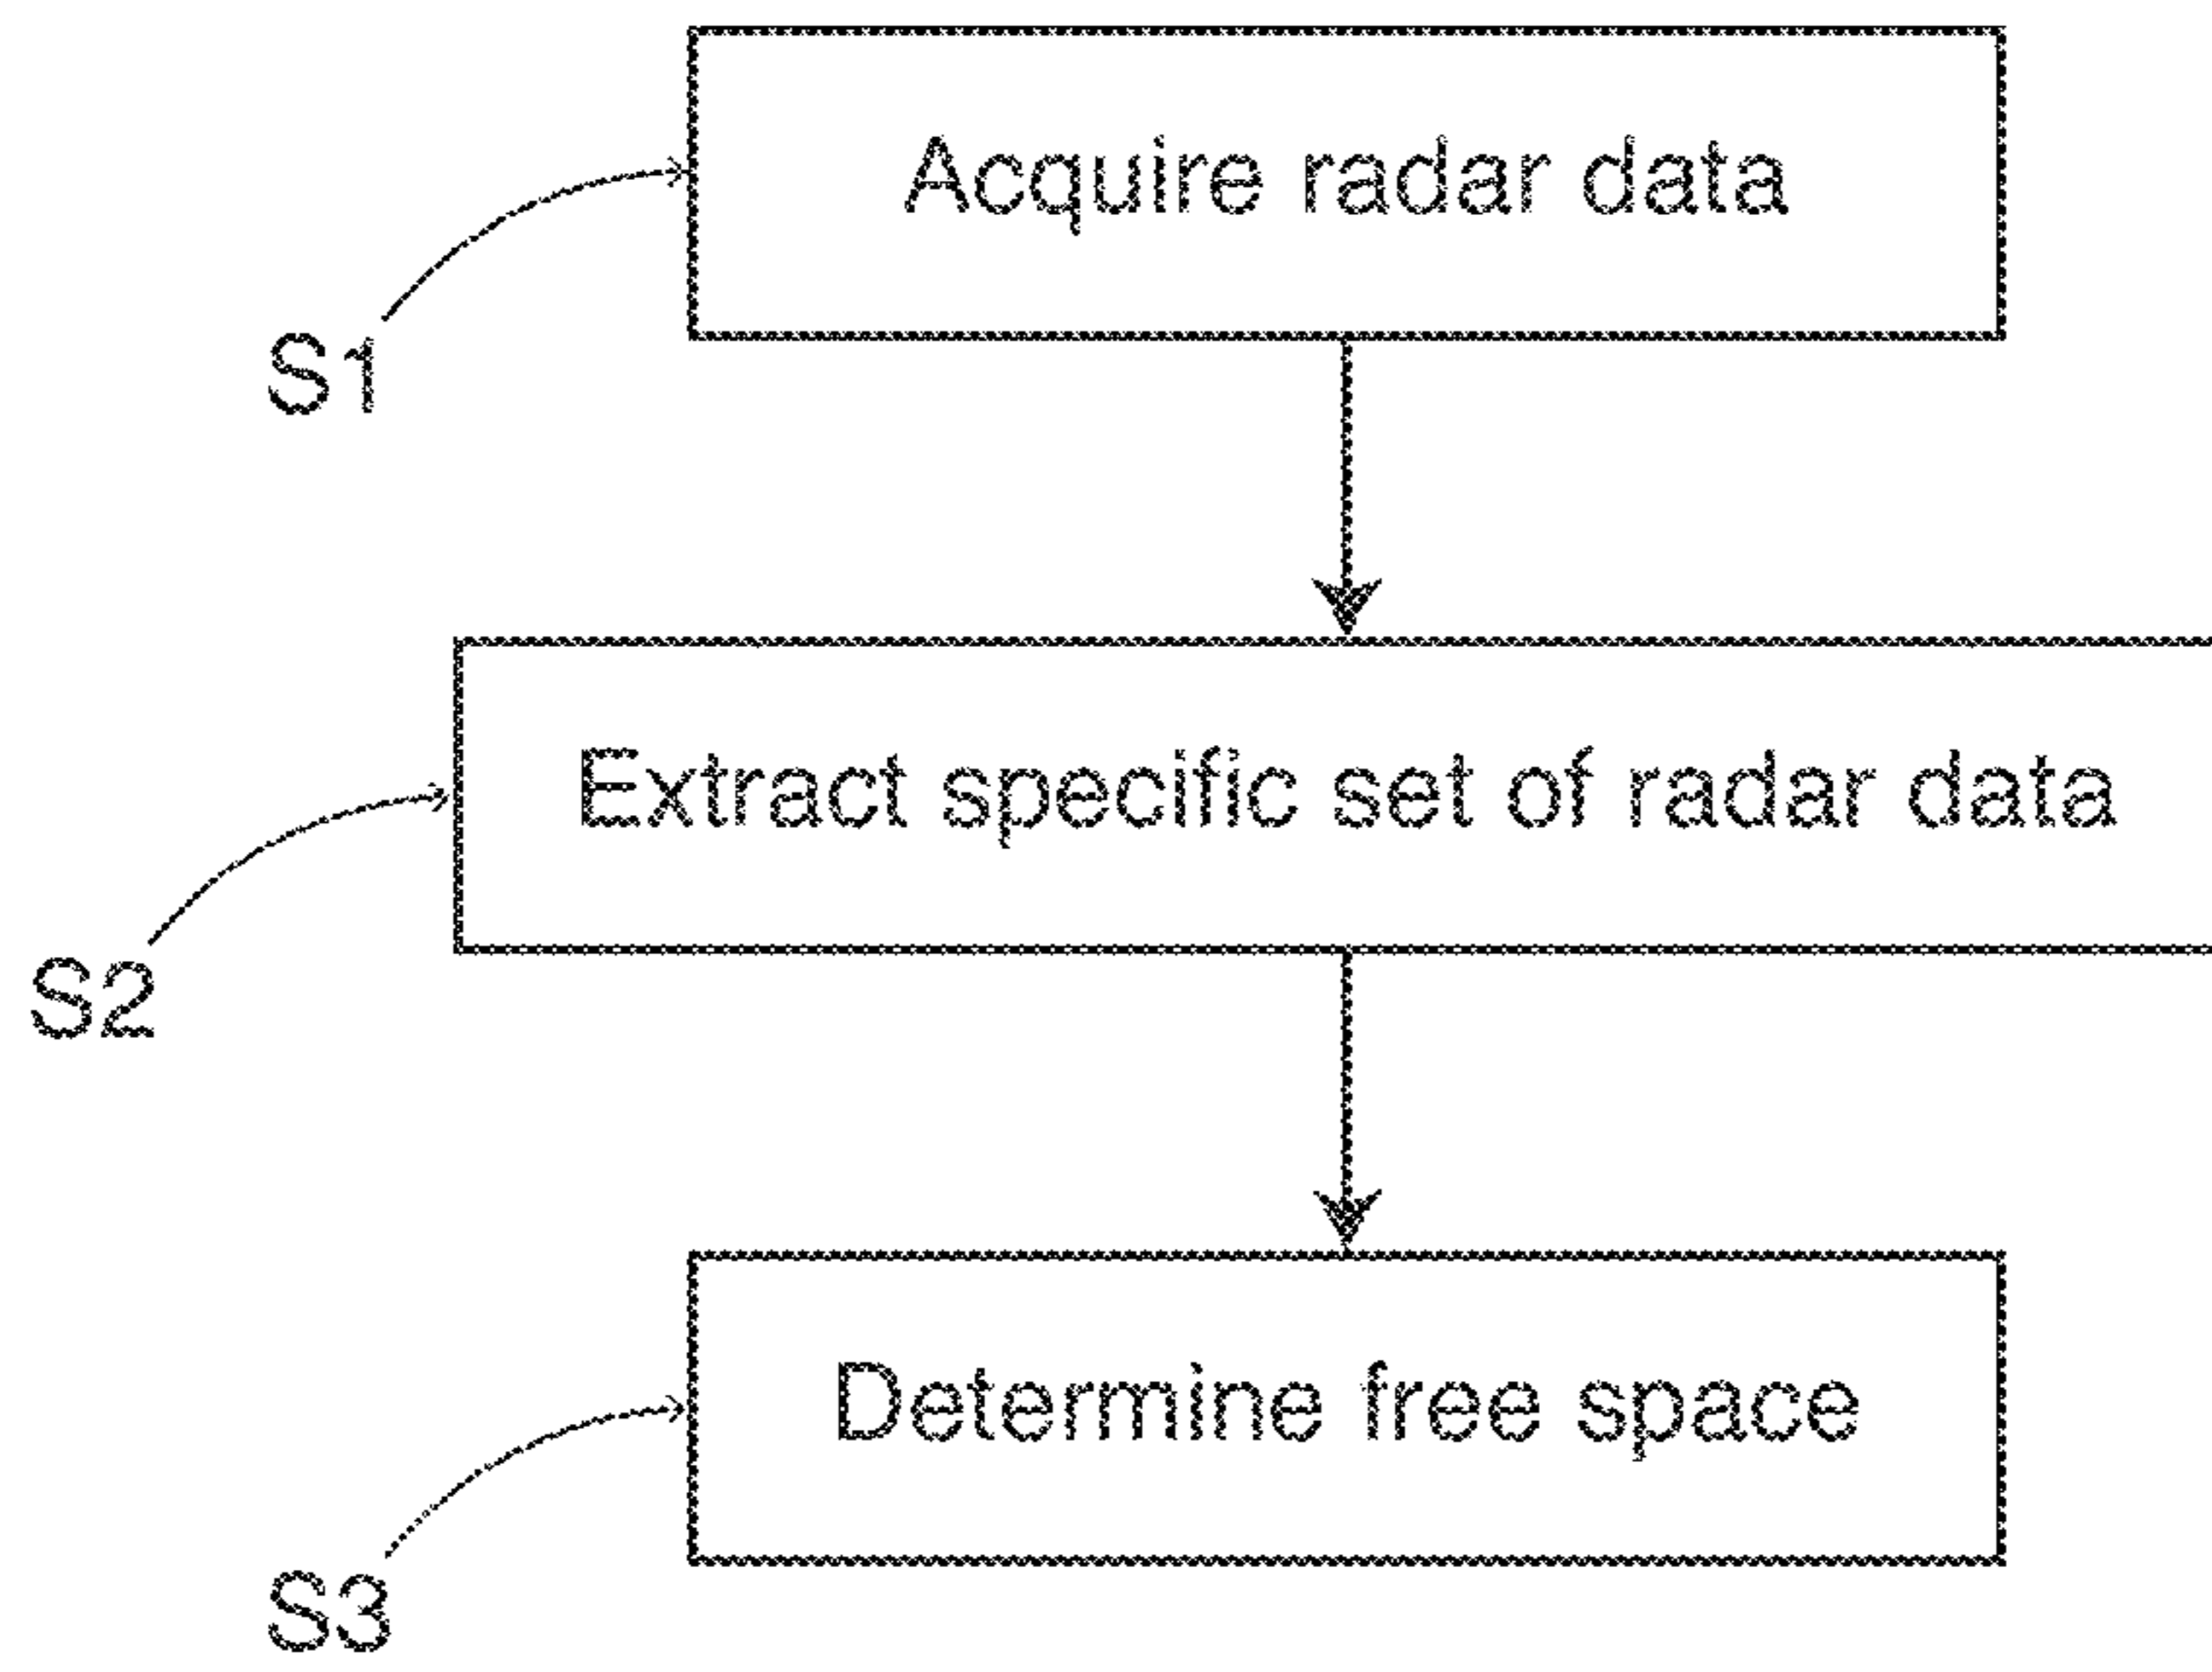 Acquire radar data
S1
Extract specific set of radar data
S2
Determine free space
S3